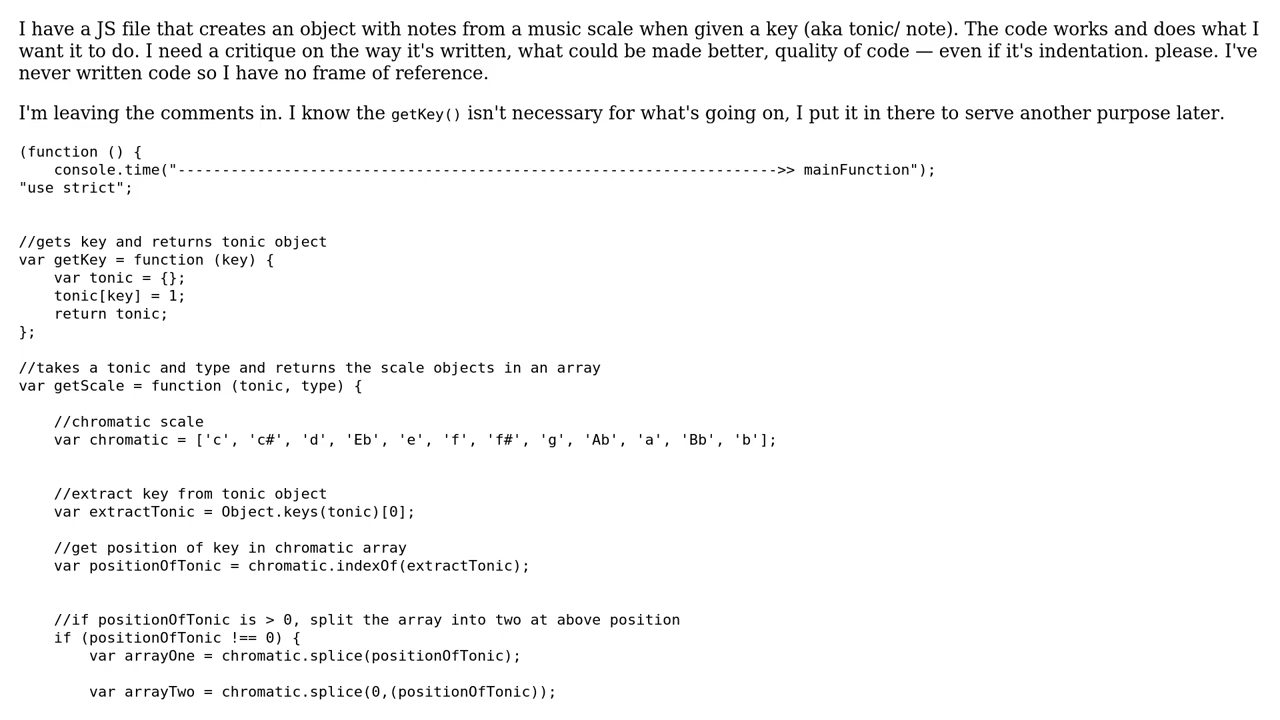 I have a JS file that creates an object with notes from a music scale when given a key (aka tonic/ note). The code works and does what I
want it to do. I need a critique on the way it's written, what could be made better, quality of code — even if it's indentation. please. I've
never written code so I have no frame of reference.
I'm leaving the comments in. I know the getKey() isn't necessary for what's going on, I put it in there to serve another purpose later.
(function () {
    console.time("-------------------------------------------------------------------->> mainFunction");
"use strict";
//gets key and returns tonic object
var getKey = function (key) {
    var tonic = {};
    tonic[key] = 1;
    return tonic;
};
//takes a tonic and type and returns the scale objects in an array
var getScale = function (tonic, type) {
    //chromatic scale
    var chromatic = ['c', 'c#', 'd', 'Eb', 'e', 'f', 'f#', 'g', 'Ab', 'a', 'Bb', 'b'];
    //extract key from tonic object
    var extractTonic = Object.keys(tonic)[0];
    //get position of key in chromatic array
    var positionOfTonic = chromatic.indexOf(extractTonic);
    //if positionOfTonic is > 0, split the array into two at above position
    if (positionOfTonic !== 0) {
        var arrayOne = chromatic.splice(positionOfTonic);
        var arrayTwo = chromatic.splice(0,(positionOfTonic));